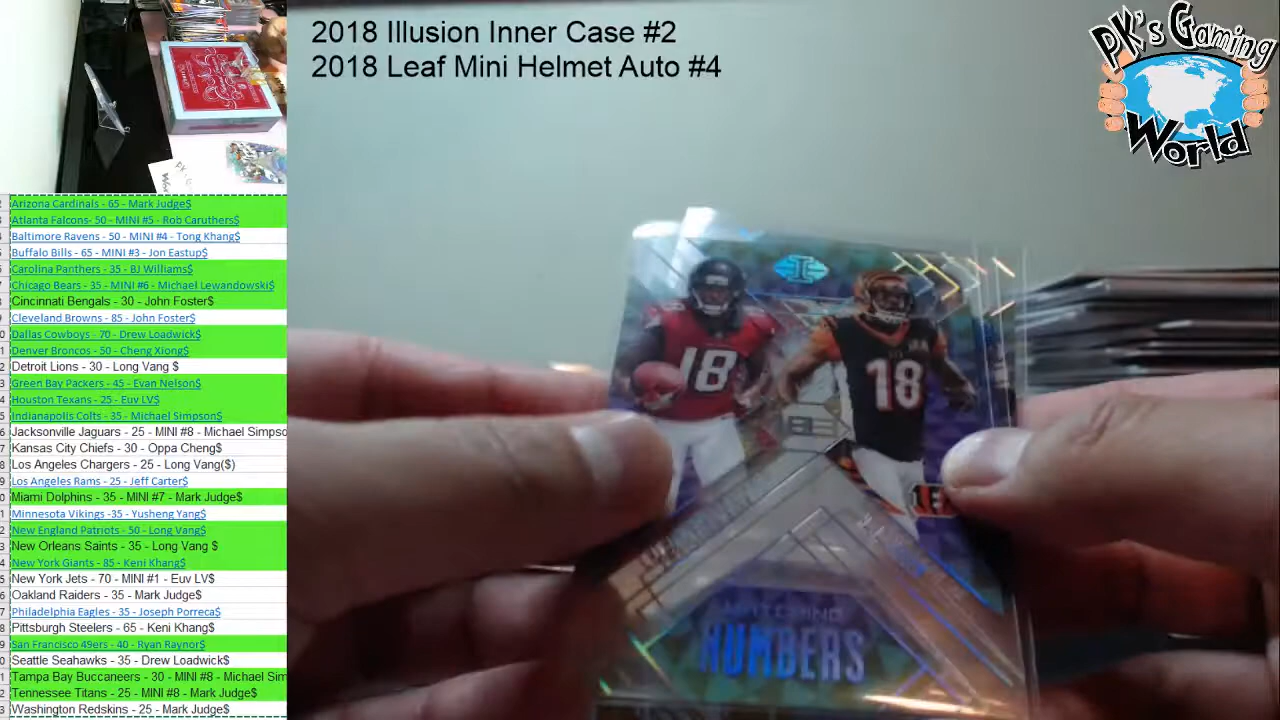 2018 Illusion Inner Case #2
2018 Leaf Mini Helmet Auto #4
PK's Gaming
World
Arizona Cardinals - 65 - Mark Judge$
Atlanta Falcons- 50 - MINI #5 - Rob Caruthers$
Baltimore Ravens - 50 - MINI #4 - Tong Khang$
Buffalo Bills - 65 - MINI #3 - Jon Eastup$
Carolina Panthers - 35 - BJ Williams$
Chicago Bears - 35 - MINI #6 - Michael Lewandowski$
Cincinnati Bengals - 30 - John Foster$
Cleveland Browns - 85 - John Foster$
Dallas Cowboys - 70 - Drew Loadwick$
Denver Broncos - 50 - Cheng Xiong$
Detroit Lions - 30 - Long Vang $
Green Bay Packers - 45 - Evan Nelson$
Houston Texans - 25 - Euv LV$
Indianapolis Colts - 35 - Michael Simpson$
Jacksonville Jaguars - 25 - MINI #8 - Michael Simpso
Kansas City Chiefs - 30 - Oppa Cheng$
Los Angeles Chargers - 25 - Long Vang($)
Los Angeles Rams - 25 - Jeff Carter$
Miami Dolphins - 35 - MINI #7 - Mark Judge$
Minnesota Vikings -35 - Yusheng Yang$
New England Patriots - 50 - Long Vang$
New Orleans Saints - 35 - Long Vang $
New York Giants - 85 - Keni Khang$
New York Jets - 70 - MINI #1 - Euv LV$
Oakland Raiders - 35 - Mark Judge$
Philadelphia Eagles - 35 - Joseph Porreca$
Pittsburgh Steelers - 65 - Keni Khang$
San Francisco 49ers - 40 - Ryan Raynor$
Seattle Seahawks - 35 - Drew Loadwick$
Tampa Bay Buccaneers - 30 - MINI #8 - Michael Sim
Tennessee Titans - 25 - MINI #8 - Mark Judge$
Washington Redskins - 25 - Mark Judge$
18
18
NUMBERS